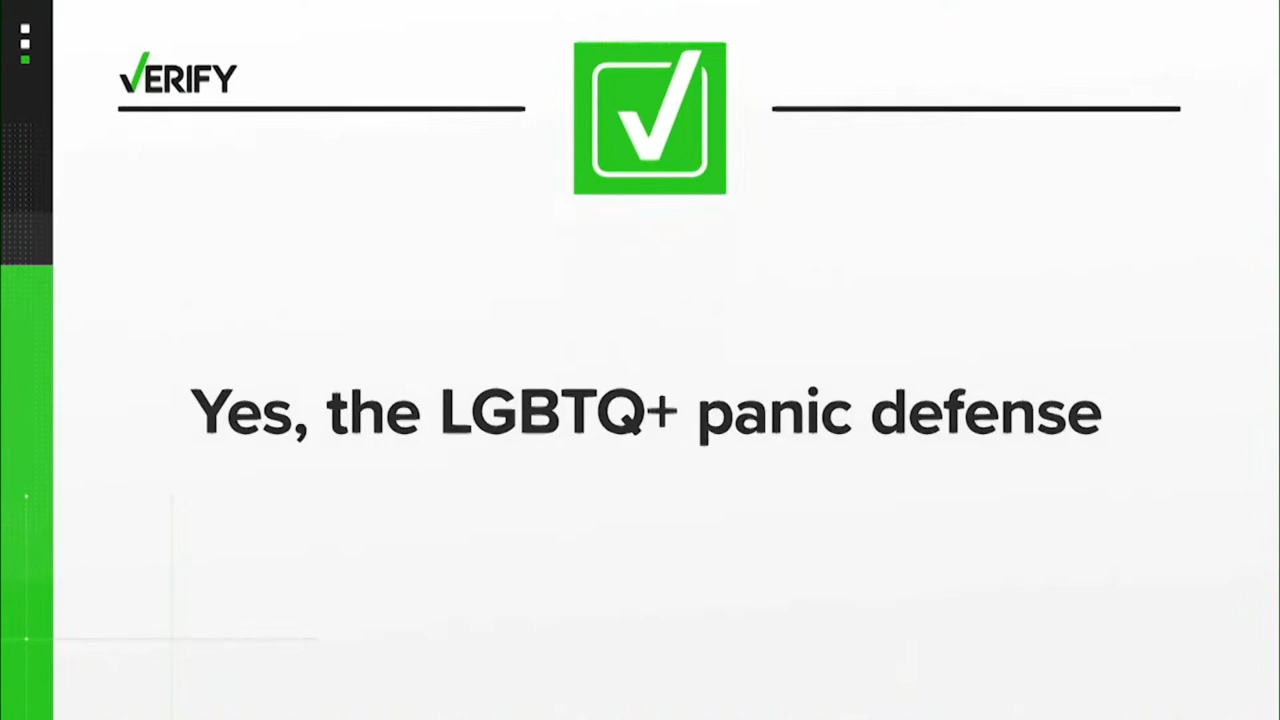 VERIFY
Yes, the LGBTQ+ panic defense